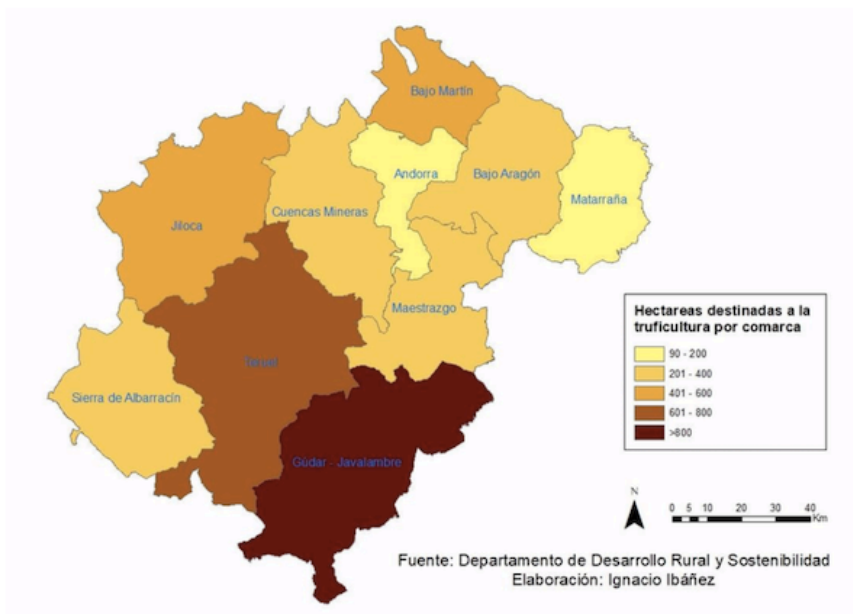 Bajo Martín
Andorra
Bajo Aragón
Matarraña
Cuencas Mineras
Jiloca
Maestrazgo
Teruel
Sierra de Albarracín
Gúdar - Javalambre
Hectareas destinadas a la
truficultura por comarca
90 - 200
201 - 400
401 - 600
601 - 800
>800
N
0 5 10 20 30 40
Km
Fuente: Departamento de Desarrollo Rural y Sostenibilidad
Elaboración: Ignacio Ibáñez